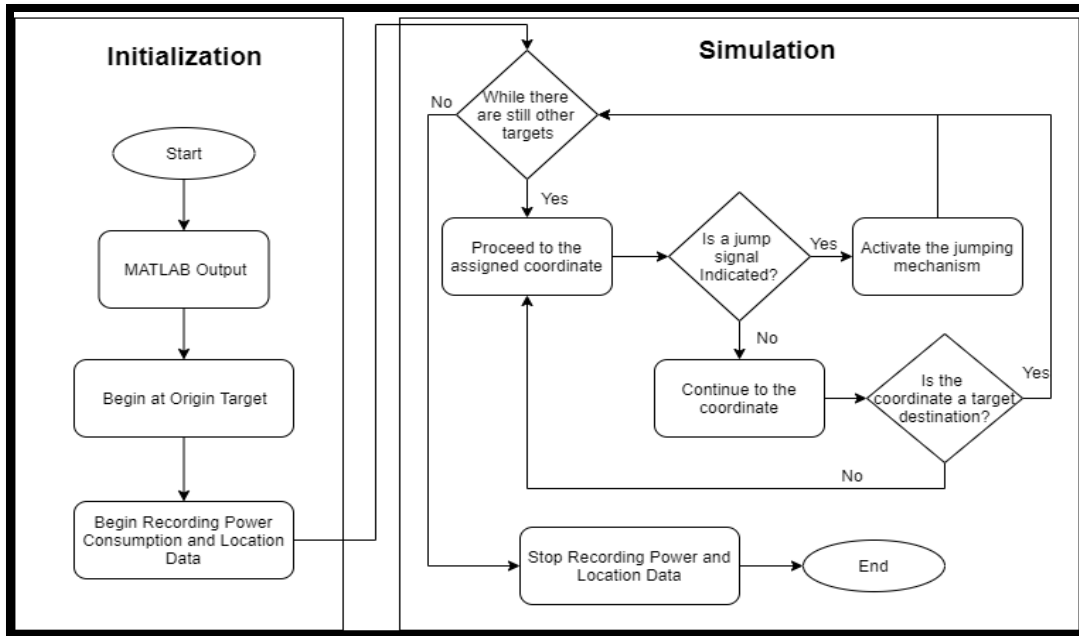 Initialization
Start
MATLAB Output
Begin at Origin Target
Begin Recording Power
Consumption and Location
Data
Simulation
No
While there
are still other
targets
Yes
Proceed to the
assigned coordinate
Is a jump
signal
Indicated?
Yes
Activate the jumping
mechanism
No
Continue to the
coordinate
Is the
coordinate a target
destination?
Yes
No
Stop Recording Power and
Location Data
End